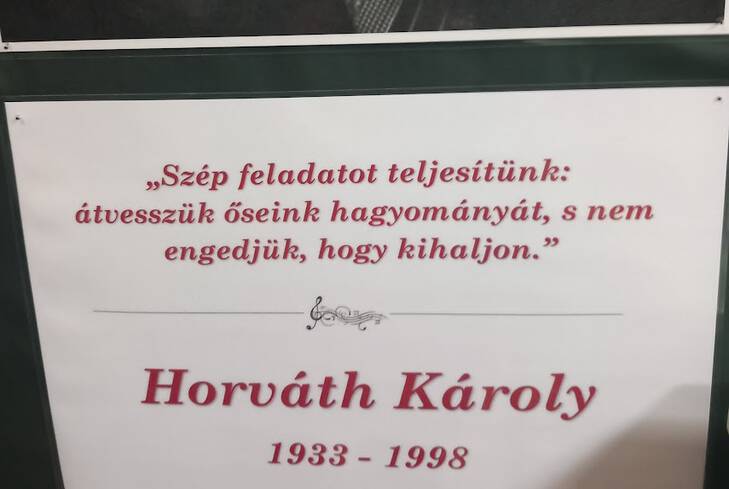 „Szép feladatot teljesítünk:
átvesszük őseink hagyományát, s nem
engedjük, hogy kihaljon.”
Horváth Károly
1933 - 1998